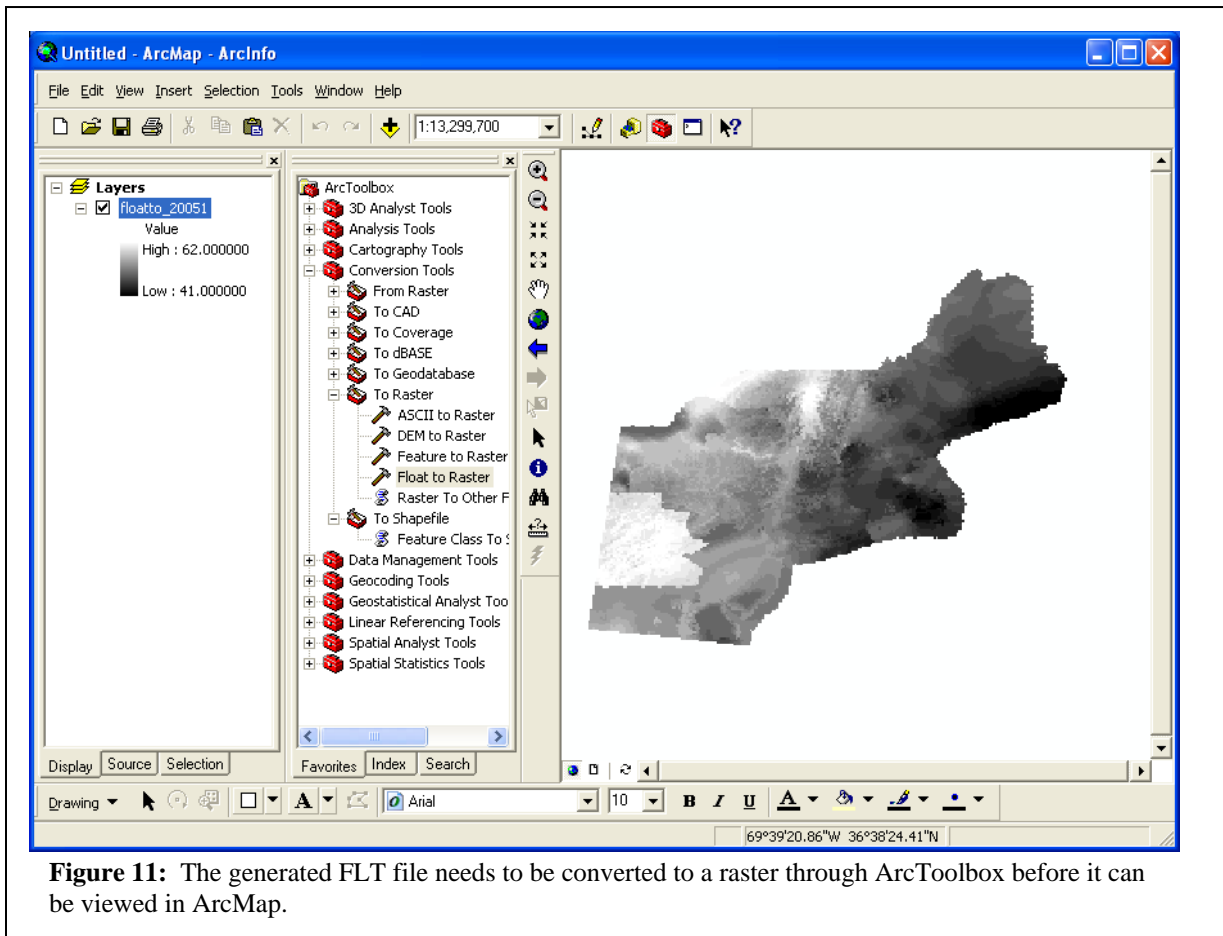 Untitled - ArcMap - ArcInfo
File Edit View Insert Selection Tools Window Help
1:13,299,700
Layers
floatto_20051
Value
High : 62.000000
Low : 41.000000
ArcToolbox
3D Analyst Tools
Analysis Tools
Cartography Tools
Conversion Tools
From Raster
To CAD
To Coverage
To dBASE
To Geodatabase
To Raster
ASCII to Raster
DEM to Raster
Feature to Raster
Float to Raster
Raster To Other F
To Shapefile
Feature Class To S
Data Management Tools
Geocoding Tools
Geostatistical Analyst Too
Linear Referencing Tools
Spatial Analyst Tools
Spatial Statistics Tools
Display Source Selection
Favorites Index Search
Drawing A Arial 10 B I U A
69°39'20.86"W 36°38'24.41"N
Figure 11: The generated FLT file needs to be converted to a raster through ArcToolbox before it can
be viewed in ArcMap.